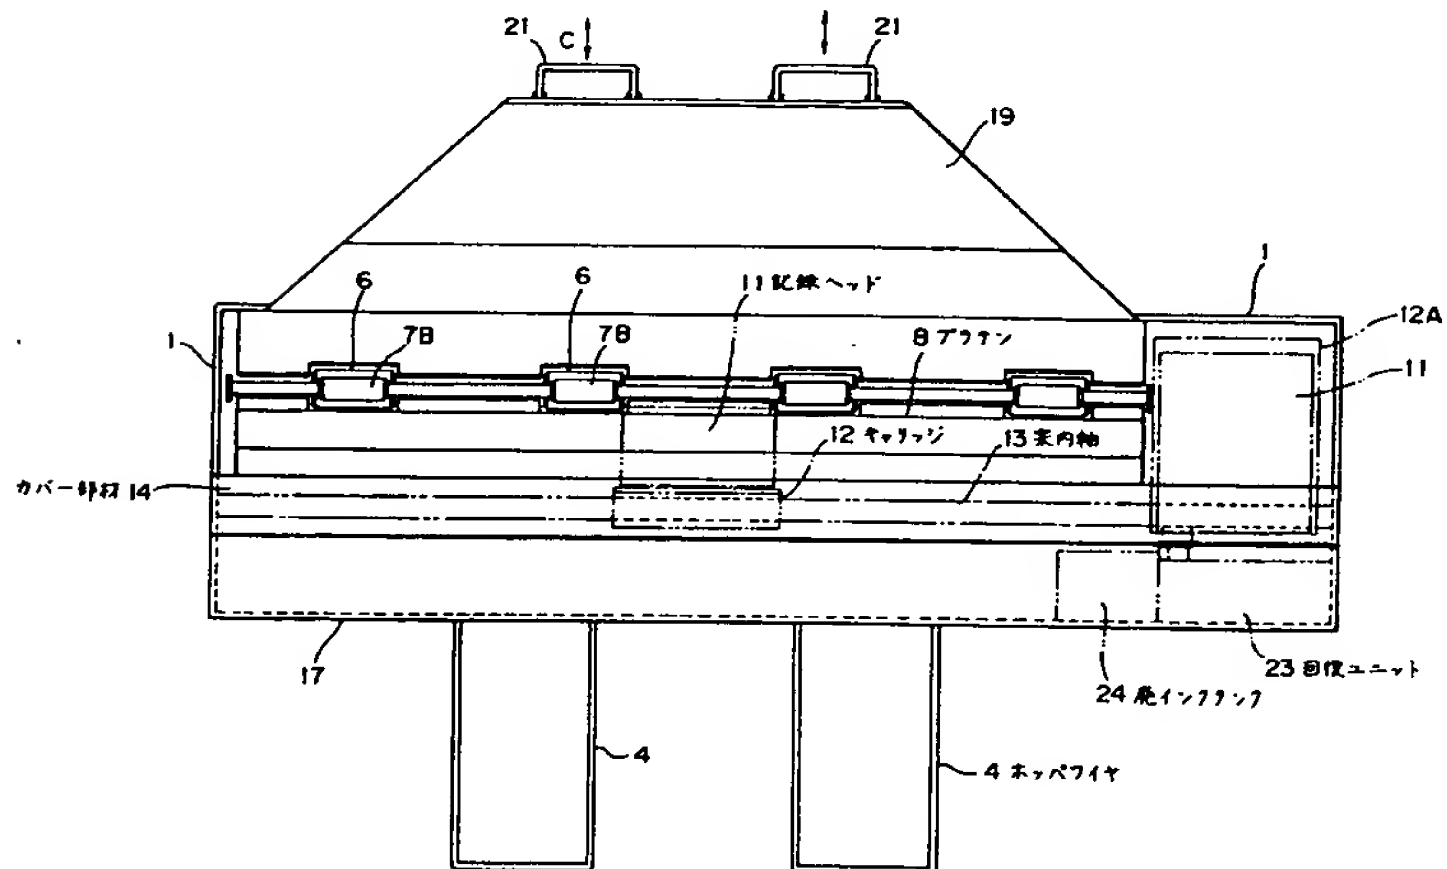 21
C
21
19
1
6
6
11 記録ヘッド
12A
1
7B
7B
8 プラテン
11
12 キャリッジ
13 案内軸
カバー部材 14
17
23 回復ユニット
24 廃インクタンク
4
4 ホッパワイヤ